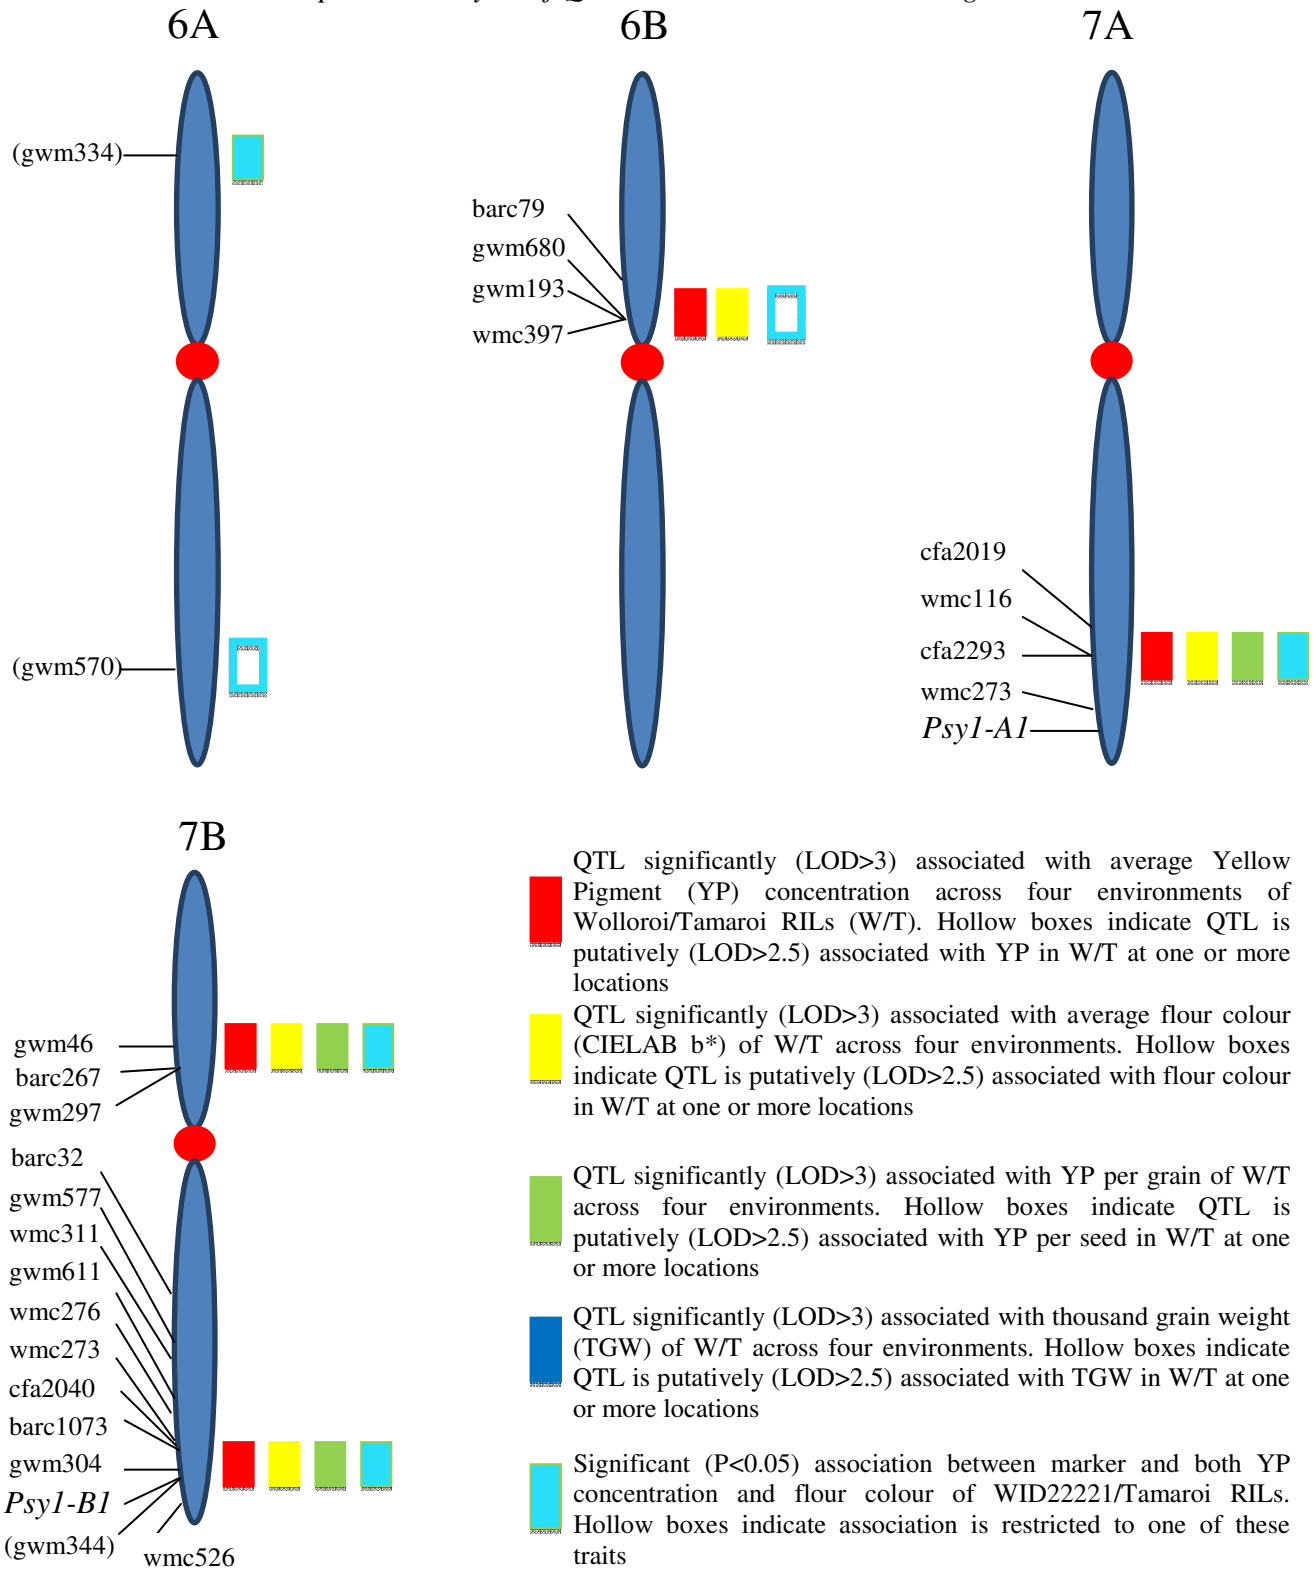 6A
6B
7A
(gwm334)
(gwm570)
barc79
gwm680
gwm193
wmc397
cfa2019
wmc116
cfa2293
wmc273
Psy1-A1
7B
gwm46
barc267
gwm297
barc32
gwm577
wmc311
gwm611
wmc276
wmc273
cfa2040
barc1073
gwm304
Psy1-B1
(gwm344)
wmc526
QTL significantly (LOD>3) associated with average Yellow
Pigment (YP) concentration across four environments of
Wolloroi/Tamaroi RILs (W/T). Hollow boxes indicate QTL is
putatively (LOD>2.5) associated with YP in W/T at one or more
locations
QTL significantly (LOD>3) associated with average flour colour
(CIELAB b*) of W/T across four environments. Hollow boxes
indicate QTL is putatively (LOD>2.5) associated with flour colour
in W/T at one or more locations
QTL significantly (LOD>3) associated with YP per grain of W/T
across four environments. Hollow boxes indicate QTL is
putatively (LOD>2.5) associated with YP per seed in W/T at one
or more locations
QTL significantly (LOD>3) associated with thousand grain weight
(TGW) of W/T across four environments. Hollow boxes indicate
QTL is putatively (LOD>2.5) associated with TGW in W/T at one
or more locations
Significant (P<0.05) association between marker and both YP
concentration and flour colour of WID22221/Tamaroi RILs.
Hollow boxes indicate association is restricted to one of these
traits